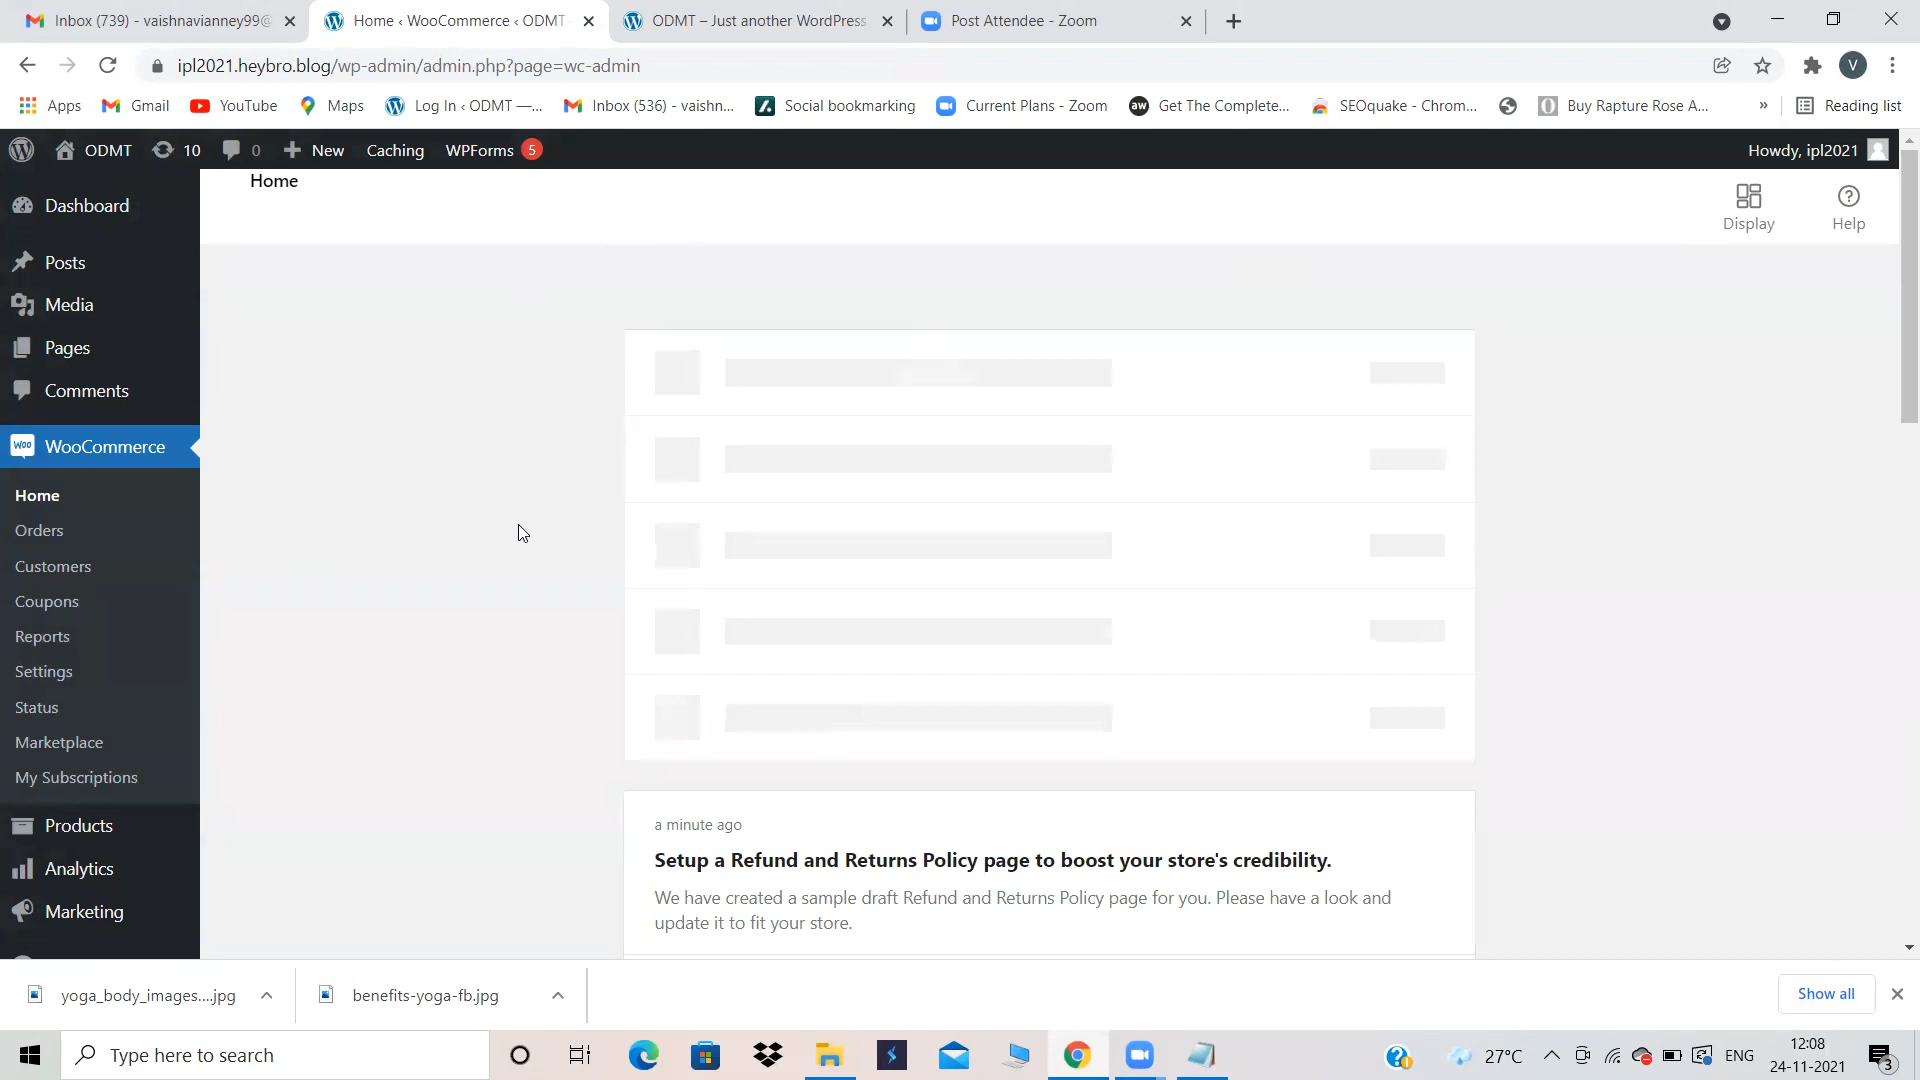 Inbox (739) - vaishnavianney99@
Home ‹ WooCommerce ‹ ODMT
ODMT – Just another WordPress
Post Attendee - Zoom
ipl2021.heybro.blog/wp-admin/admin.php?page=wc-admin
V
Apps
Gmail
YouTube
Maps
Log In ‹ ODMT —...
Inbox (536) - vaishn...
Social bookmarking
Current Plans - Zoom
aw
Get The Complete...
SEOquake - Chrom...
Buy Rapture Rose A...
»
Reading list
ODMT
10
0
New
Caching
WPForms 5
Howdy, ipl2021
Home
Display
Help
Dashboard
Posts
Media
Pages
Comments
Woo
WooCommerce
Home
Orders
Customers
Coupons
Reports
Settings
Status
Marketplace
My Subscriptions
Products
Analytics
Marketing
a minute ago
Setup a Refund and Returns Policy page to boost your store's credibility.
We have created a sample draft Refund and Returns Policy page for you. Please have a look and
update it to fit your store.
yoga_body_images....jpg
benefits-yoga-fb.jpg
Show all
Type here to search
27°C
ENG
12:08
24-11-2021
3